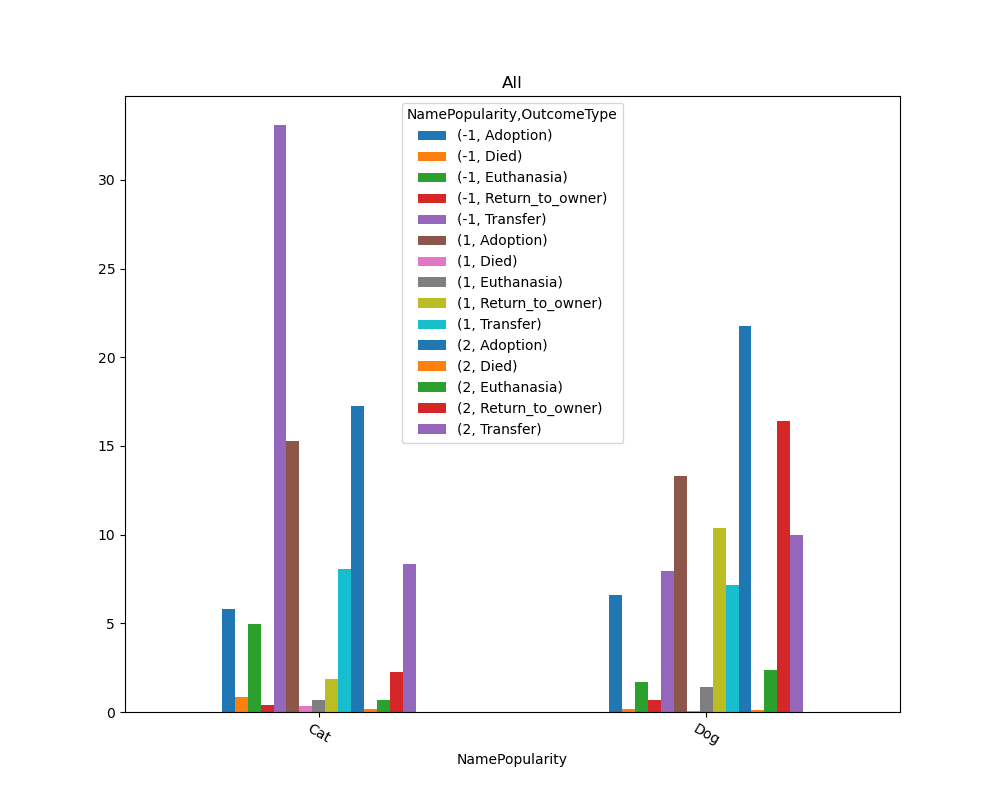 All
NamePopularity,OutcomeType
(-1, Adoption)
(-1, Died)
(-1, Euthanasia)
(-1, Return_to_owner)
(-1, Transfer)
(1, Adoption)
(1, Died)
(1, Euthanasia)
(1, Return_to_owner)
(1, Transfer)
(2, Adoption)
(2, Died)
(2, Euthanasia)
(2, Return_to_owner)
(2, Transfer)
30
25
20
15
10
5
0
Cat
Dog
NamePopularity